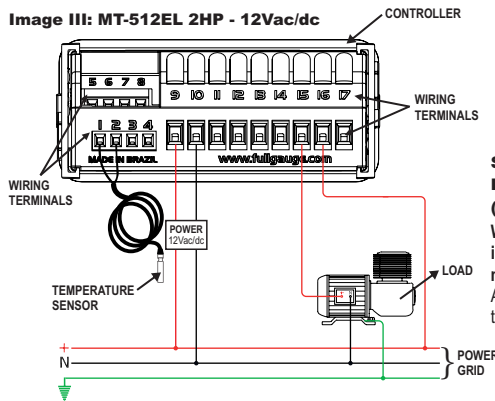 Image III: MT-512EL 2HP - 12Vac/dc
CONTROLLER
5 6 7 8
9 10 11 12 13 14 15 16 17
1 2 3 4
WIRING
TERMINALS
MADE IN BRAZIL
www.fullgauge.com
WIRING
TERMINALS
POWER
12Vac/dc
TEMPERATURE
SENSOR
LOAD
+
N
POWER
GRID